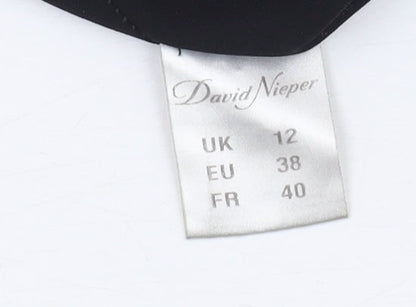 David Nieper
UK 12
EU 38
FR 40